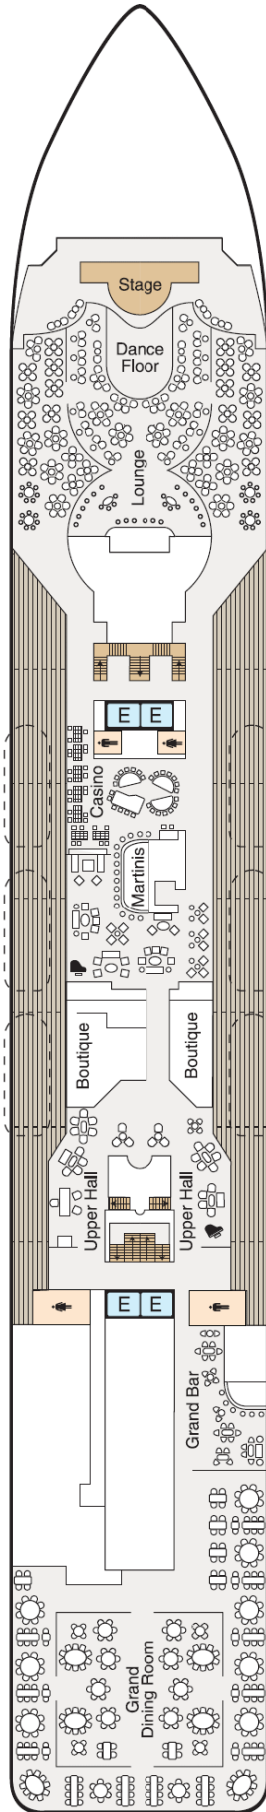 Stage
Dance
Floor
Lounge
E E
Casino
Martinis
Boutique
Boutique
Upper Hall
Upper Hall
E E
Grand Bar
Grand
Dining Room